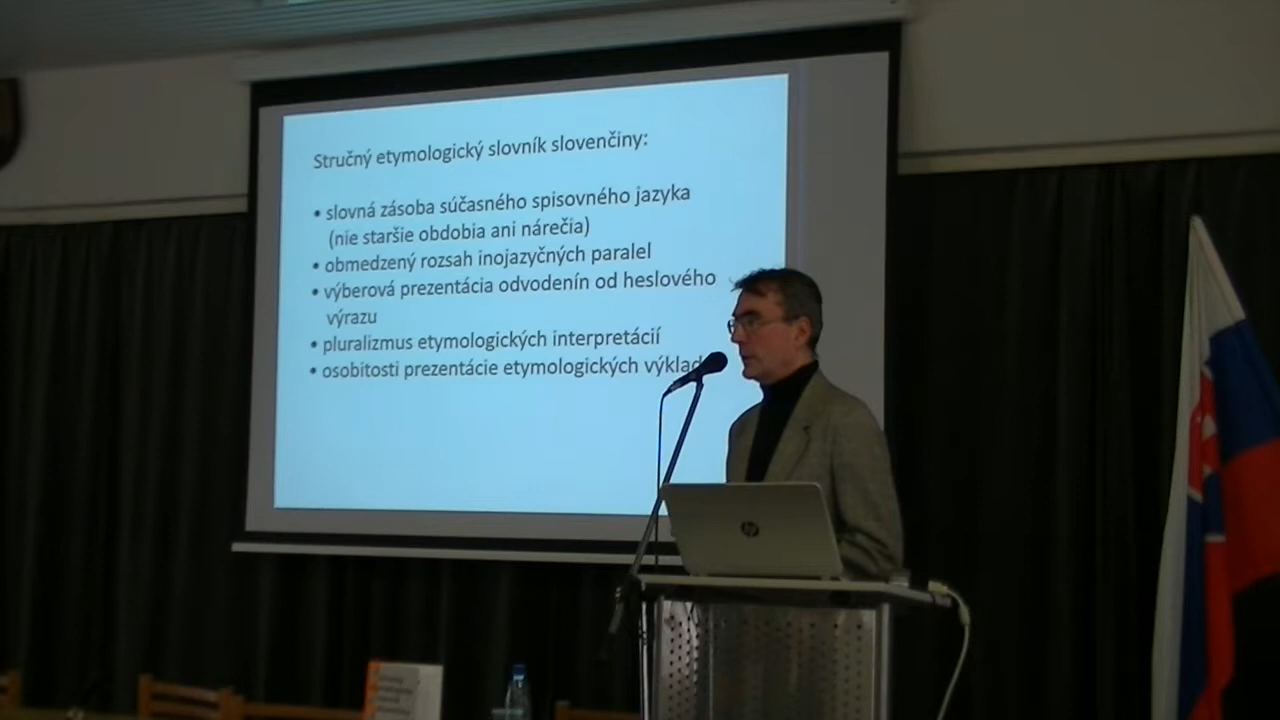 Stručný etymologický slovník slovenčiny:
• slovná zásoba súčasného spisovného jazyka
(nie staršie obdobia ani nárečia)
• obmedzený rozsah inojazyčných paralel
• výberová prezentácia odvodenín od heslového
výrazu
• pluralizmus etymologických interpretácií
• osobitosti prezentácie etymologických výklad
hp